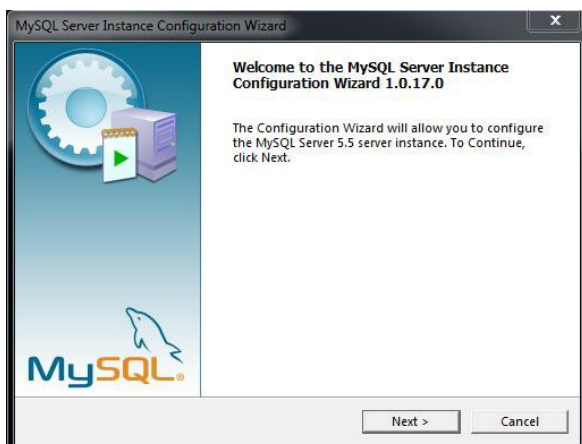 MySQL Server Instance Configuration Wizard
x
Welcome to the MySQL Server Instance
Configuration Wizard 1.0.17.0
The Configuration Wizard will allow you to configure
the MySQL Server 5.5 server instance. To Continue,
click Next.
MySQL®
Next >
Cancel